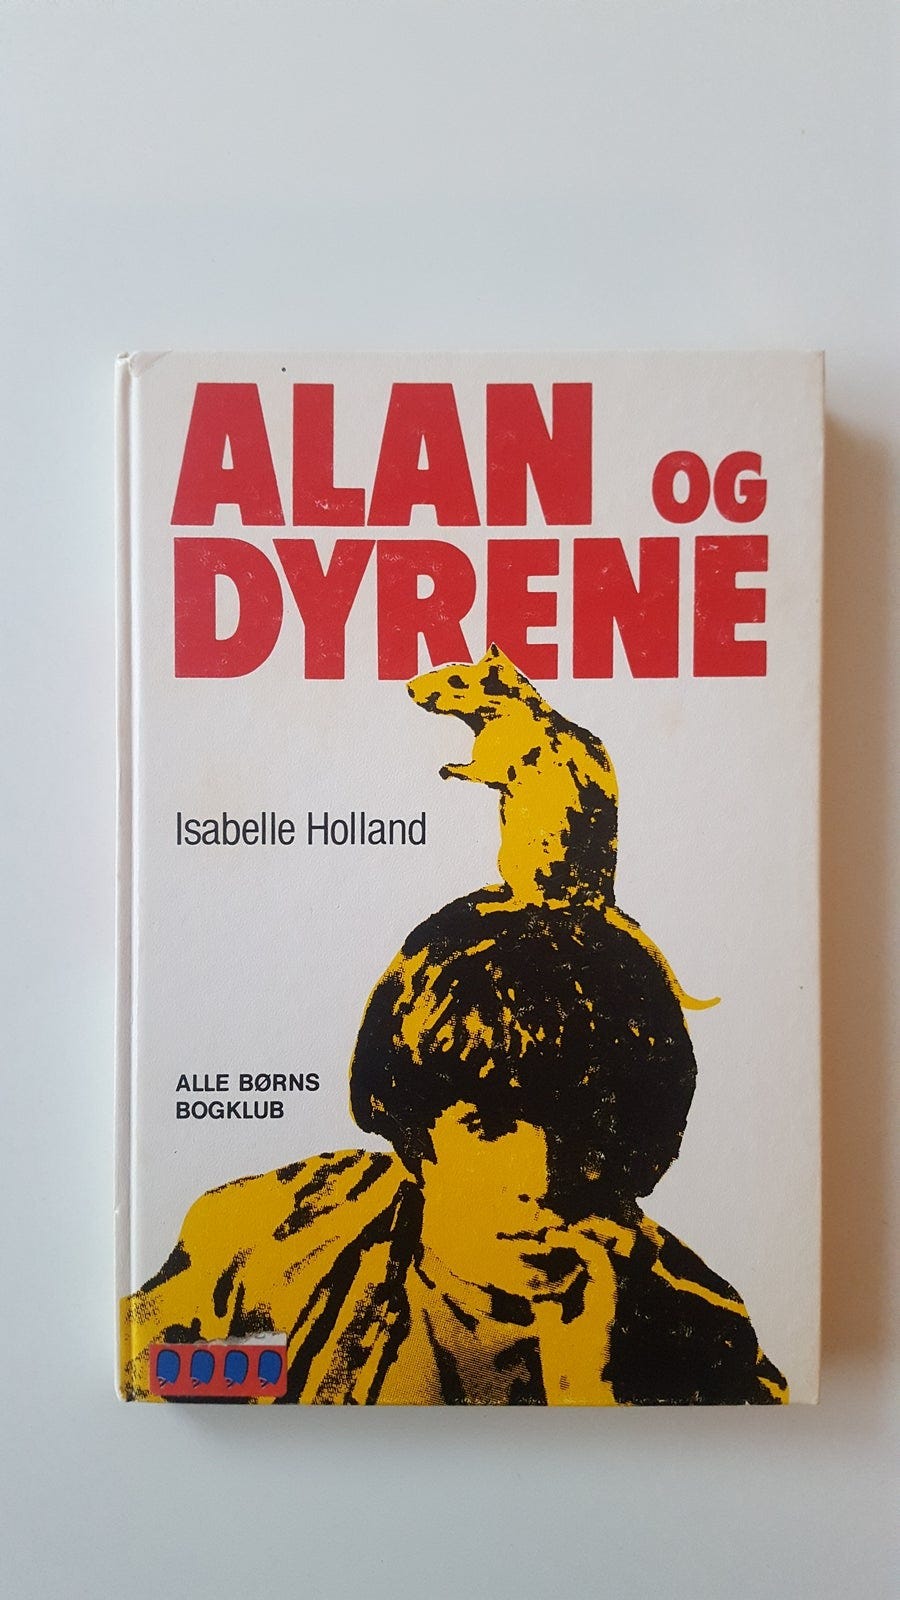 ALAN OG
DYRENE
Isabelle Holland
ALLE BØRNS
BOGKLUB